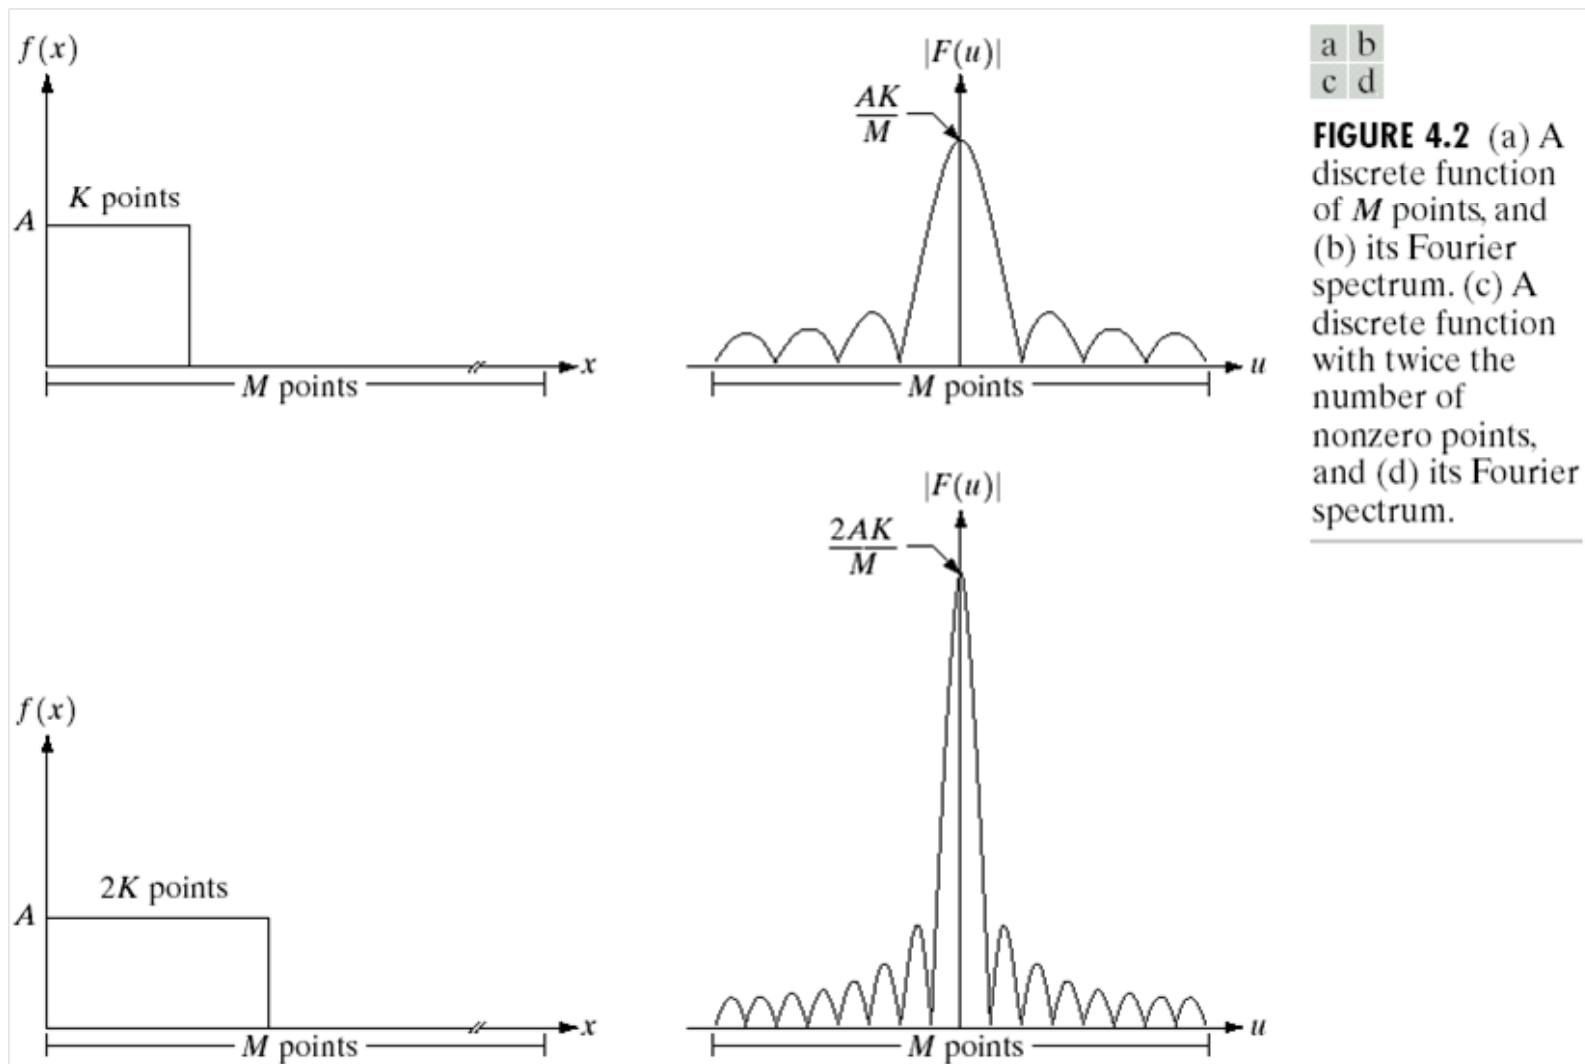 f(x)
A
K points
x
M points
|F(u)|
AK
M
u
M points
a b
c d
FIGURE 4.2 (a) A
discrete function
of M points, and
(b) its Fourier
spectrum. (c) A
discrete function
with twice the
number of
nonzero points,
and (d) its Fourier
spectrum.
f(x)
A
2K points
x
M points
|F(u)|
2AK
M
u
M points